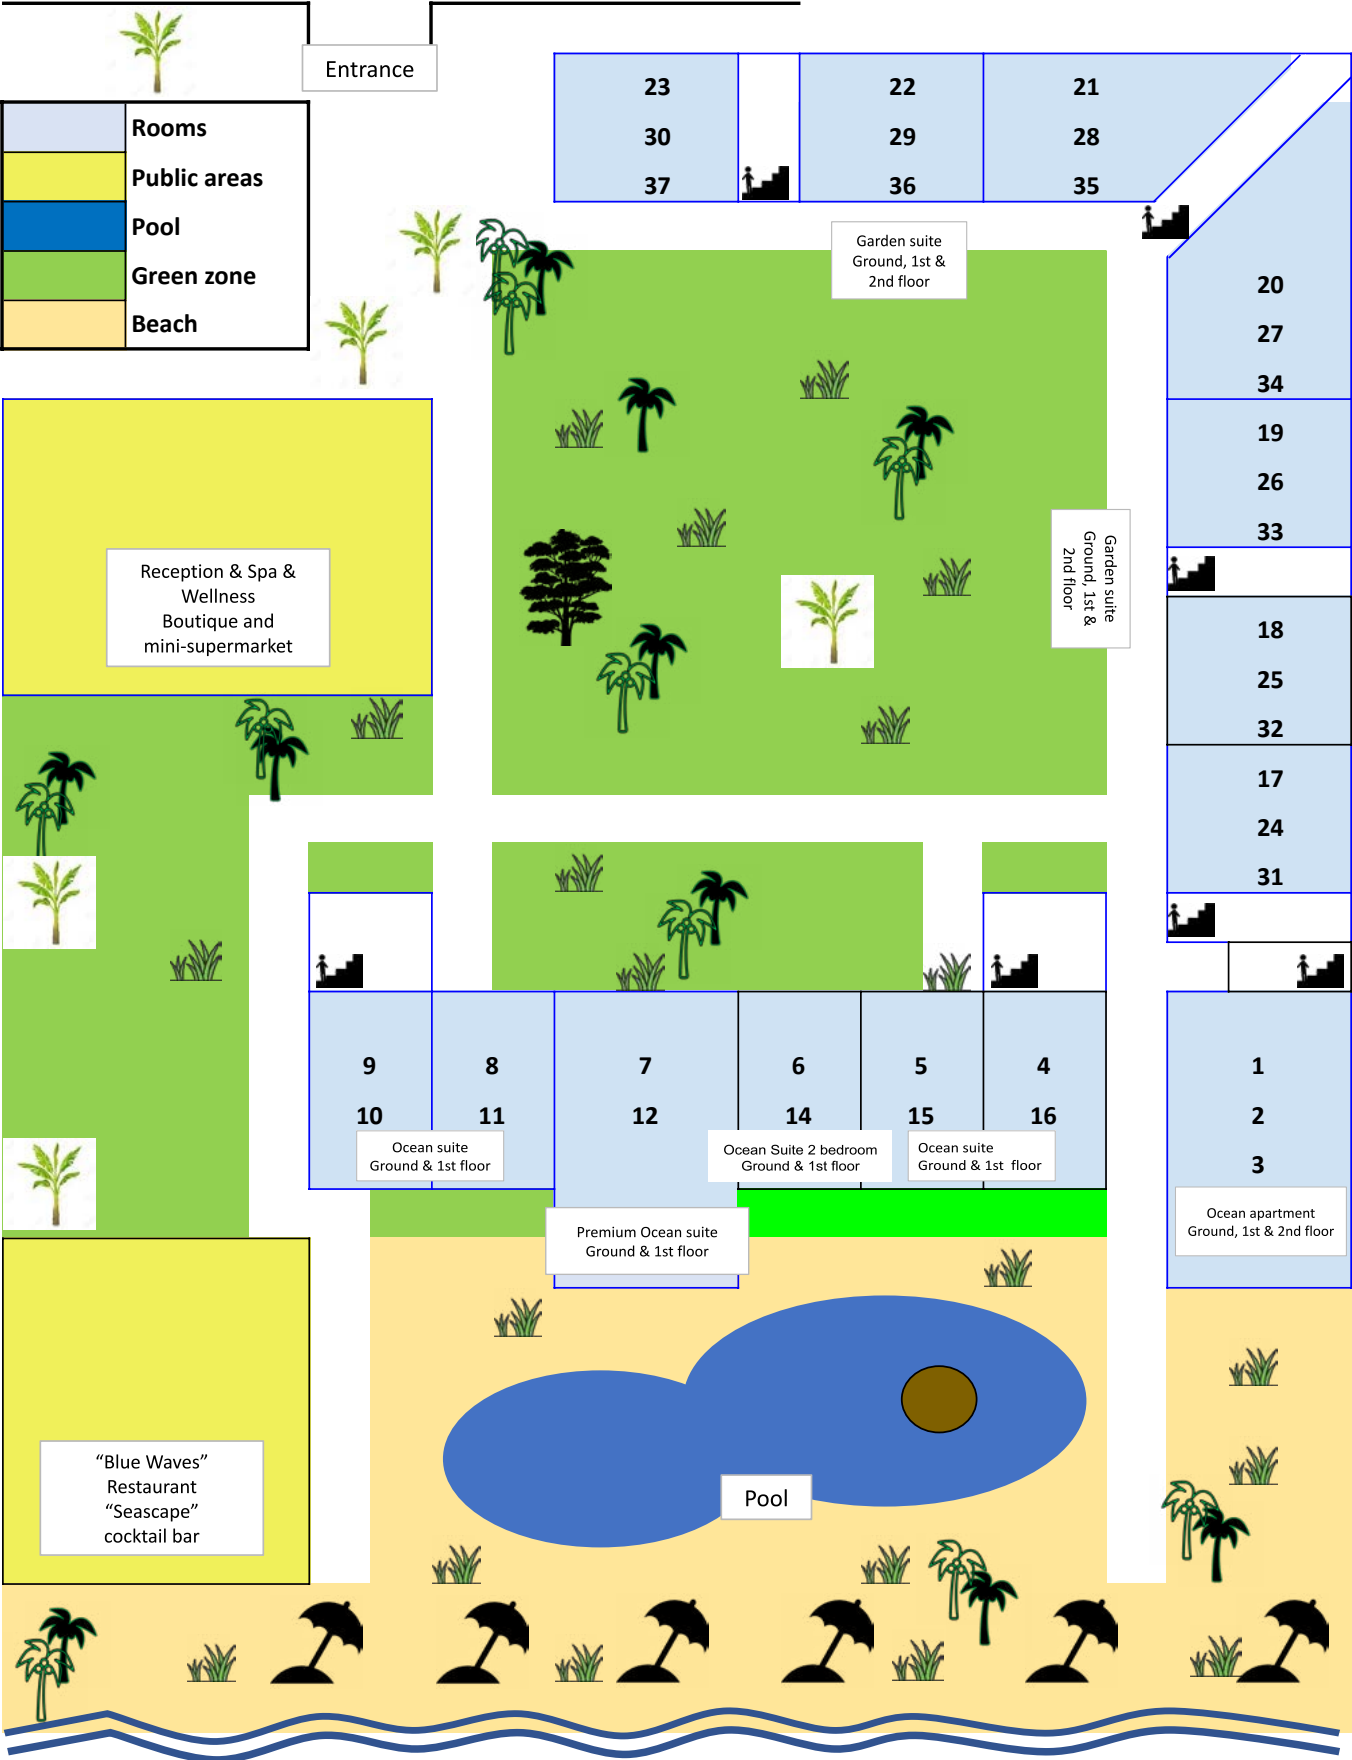 Entrance
Rooms
Public areas
Pool
Green zone
Beach
23
30
37
22
29
36
21
28
35
Garden suite
Ground, 1st &
2nd floor
20
27
34
19
26
33
Garden suite
Ground, 1st &
2nd floor
18
25
32
17
24
31
Reception & Spa &
Wellness
Boutique and
mini-supermarket
9
10
8
11
Ocean suite
Ground & 1st floor
7
12
Premium Ocean suite
Ground & 1st floor
6
14
Ocean Suite 2 bedroom
Ground & 1st floor
5
15
4
16
Ocean suite
Ground & 1st floor
1
2
3
Ocean apartment
Ground, 1st & 2nd floor
“Blue Waves”
Restaurant
“Seascape”
cocktail bar
Pool